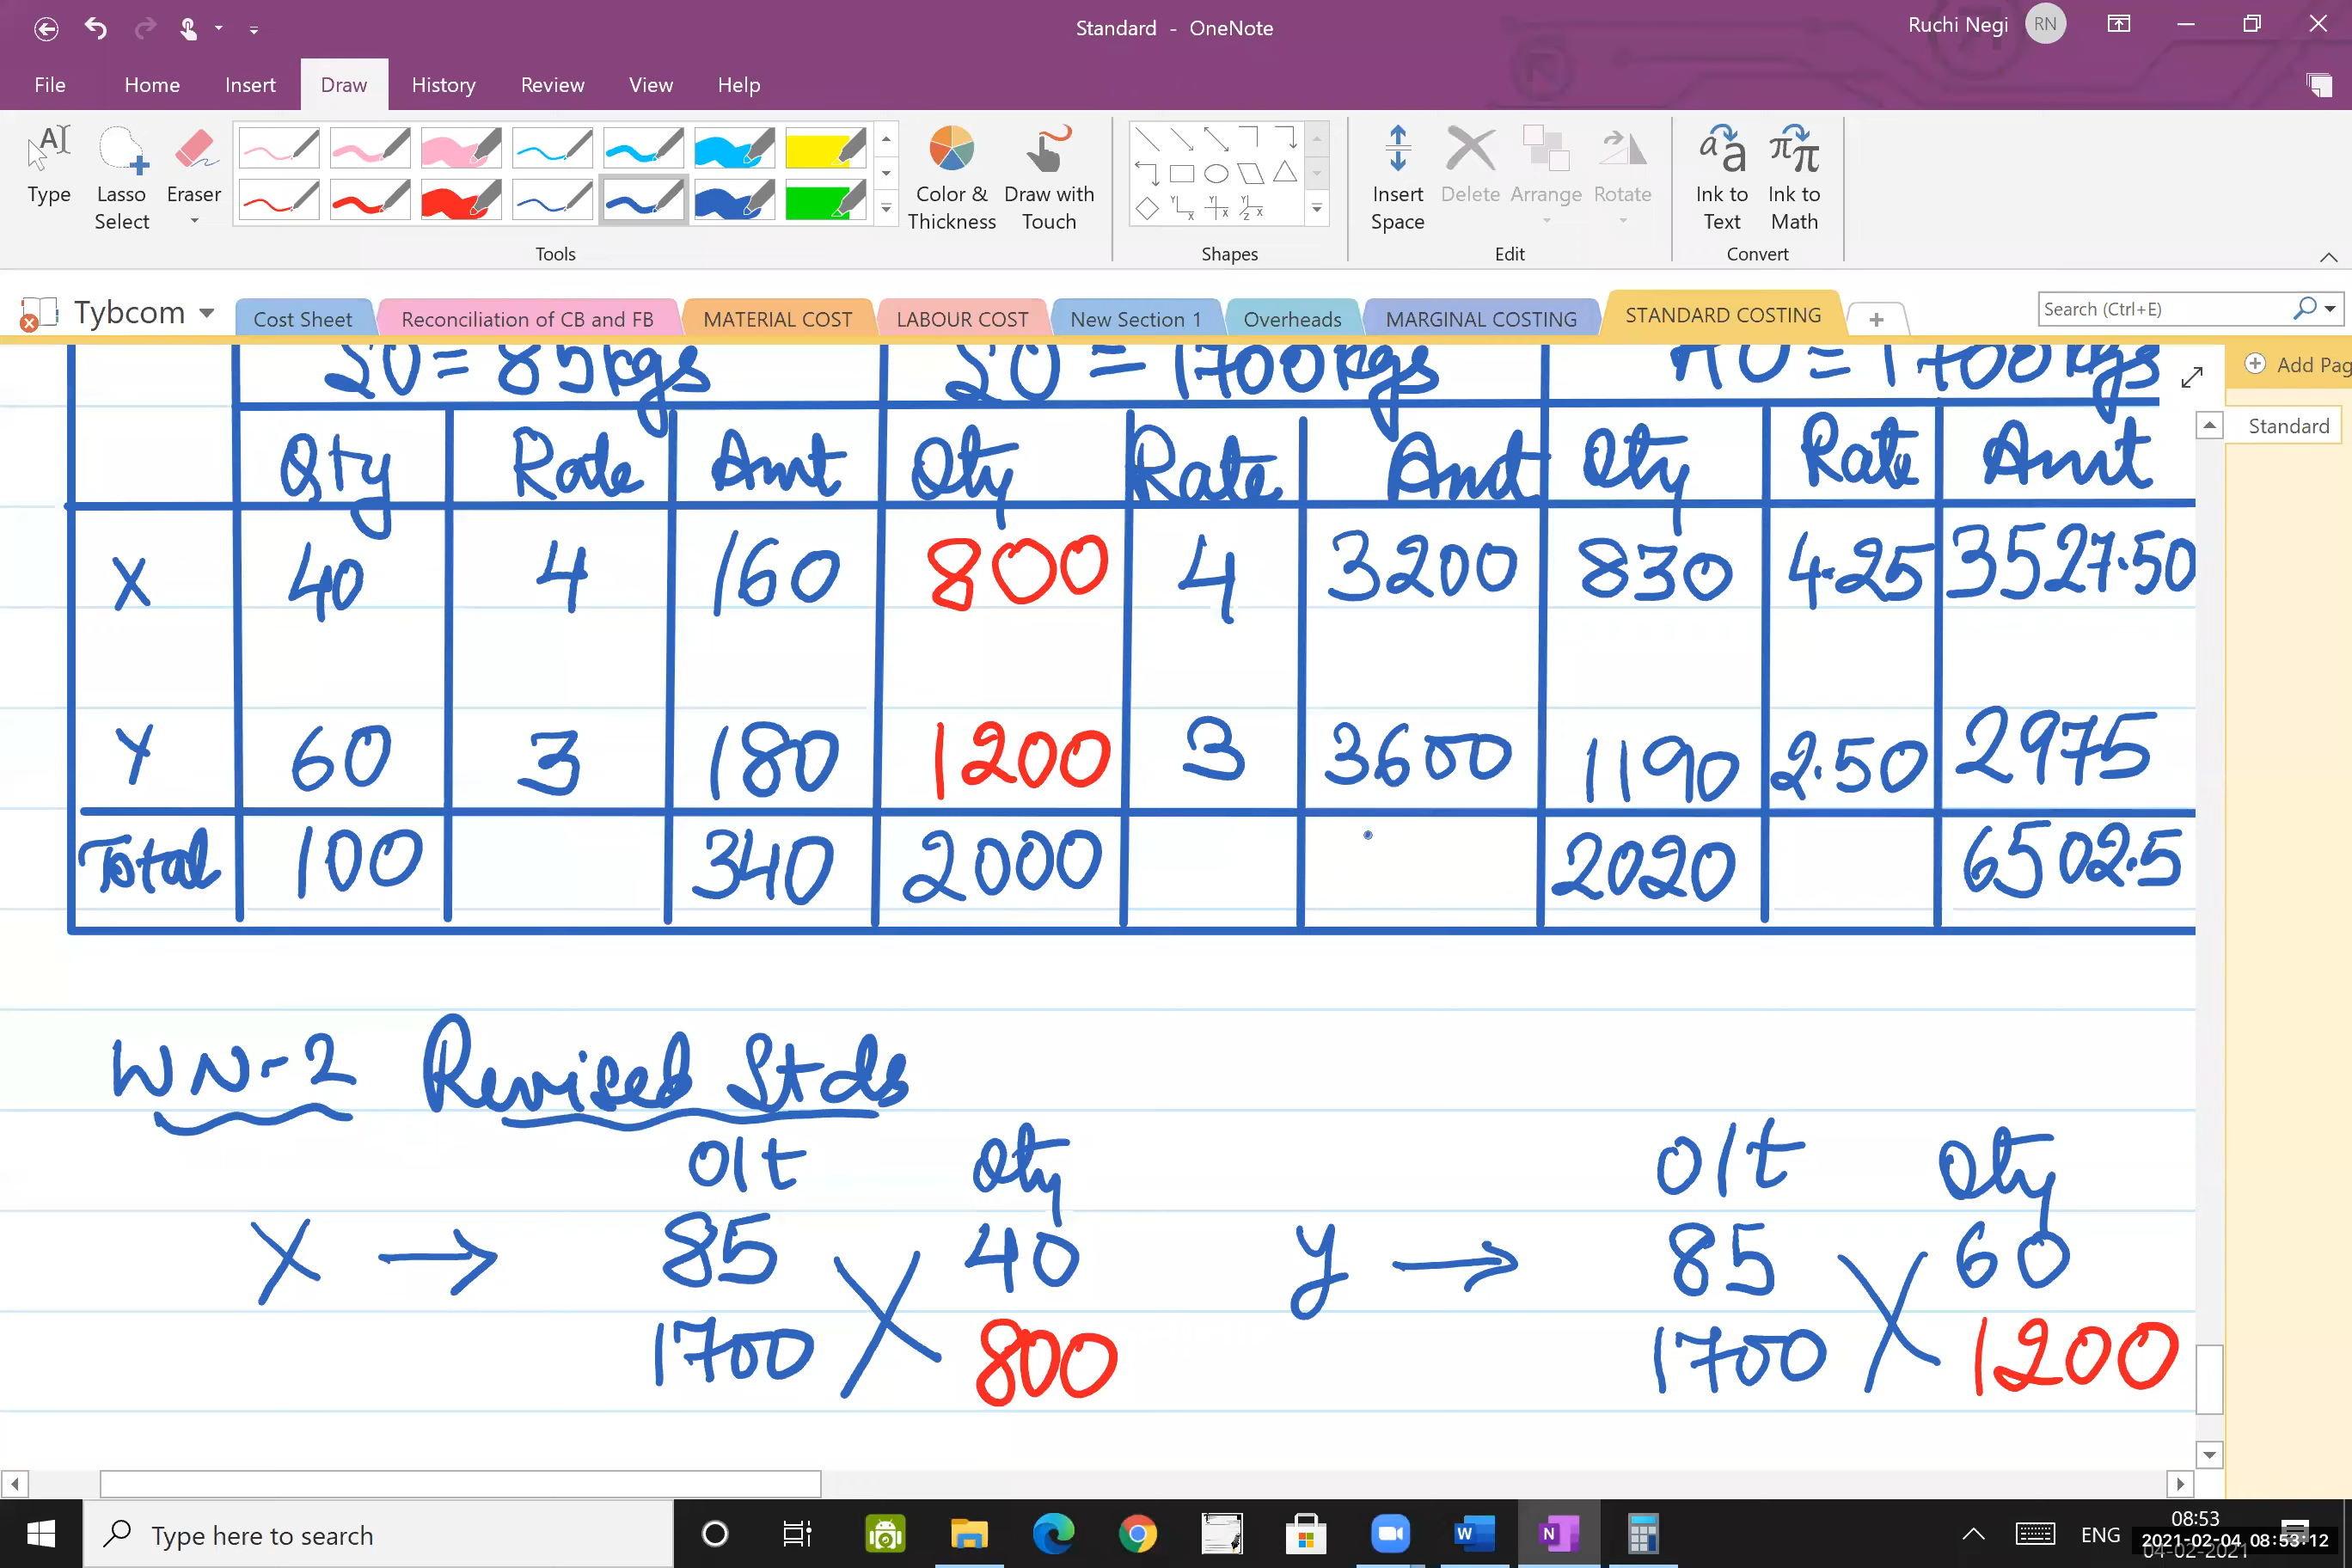 Standard - OneNote
Ruchi Negi RN
File Home Insert Draw History Review View Help
Type Lasso Select Eraser Color & Thickness Draw with Touch Insert Space Delete Arrange Rotate Ink to Text Ink to Math
Tools Shapes Edit Convert
Tybcom Cost Sheet Reconciliation of CB and FB MATERIAL COST LABOUR COST New Section 1 Overheads MARGINAL COSTING STANDARD COSTING + Search (Ctrl+E)
Add Pag
Standard
SO = 85kgs SO = 1700kgs AO = 1700kgs
Qty Rate Amt Qty Rate Amt Qty Rate Amt
X 40 4 160 800 4 3200 830 4.25 3527.50
Y 60 3 180 1200 3 3600 1190 2.50 2975
Total 100 340 2000 2020 6502.5
WN-2 Revised Stds
O/t Qty O/t Qty
X → 85 40 y → 85 60
1700 800 1700 1200
Type here to search
ENG 08:53
2021-02-04 08:53:12
04-02-2021